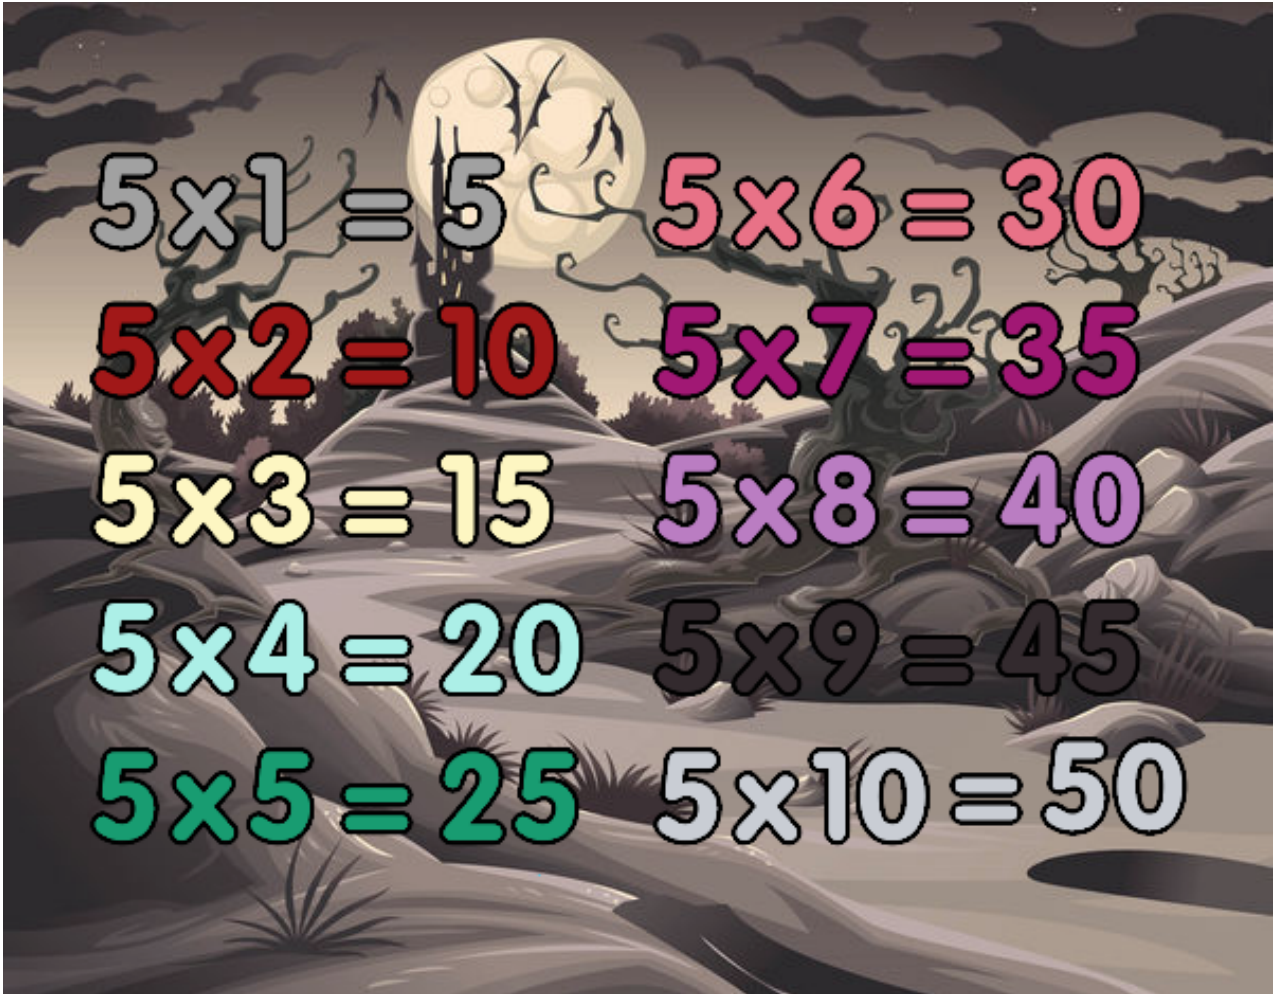 5x1 = 5
5x2 = 10
5x3 = 15
5x4 = 20
5x5 = 25
5x6 = 30
5x7 = 35
5x8 = 40
5x9 = 45
5x10 = 50